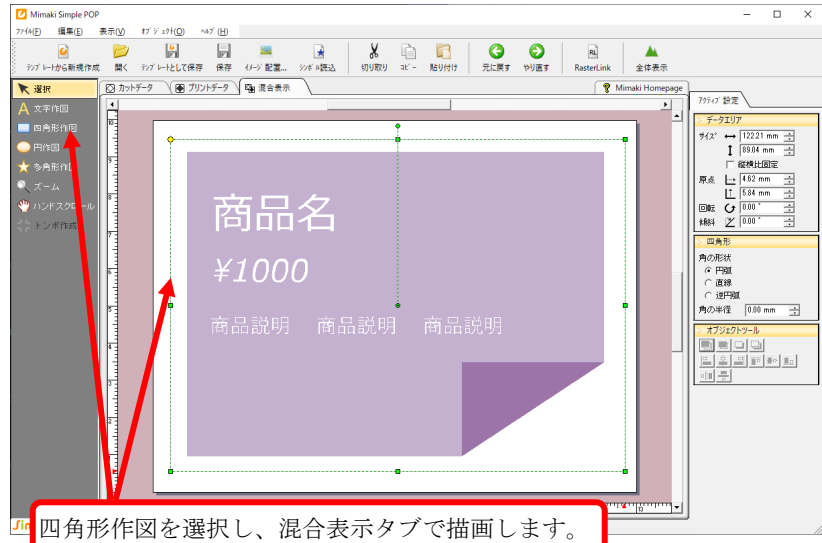 Mimaki Simple POP
ファイル(F) 編集(E) 表示(V) オブジェクト(O) ヘルプ(H)
テンプレートから新規作成 開く テンプレートとして保存 保存 イメージ配置... シンボル読込 切り取り コピー 貼り付け 元に戻す やり直す RasterLink 全体表示
選択
カットデータ プリントデータ 混合表示
Mimaki Homepage
文字作図
四角形作図
円作図
多角形作図
ズーム
ハンドスクロール
トンボ作成
商品名
¥1000
商品説明 商品説明 商品説明
アクティブ設定
データエリア
サイズ 122.21 mm
89.04 mm
縦横比固定
原点 4.62 mm
5.84 mm
回転 0.00 °
傾斜 0.00 °
四角形
角の形状
円弧
直線
逆円弧
角の半径 0.00 mm
オブジェクトツール
四角形作図を選択し、混合表示タブで描画します。